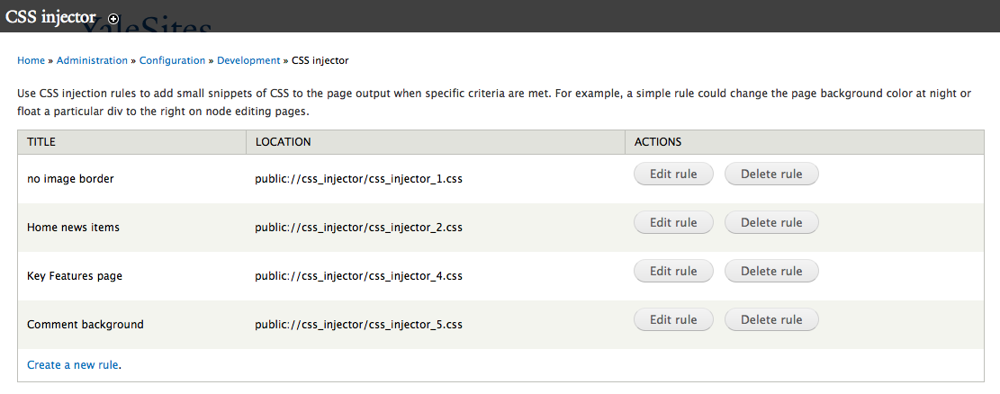 CSS injector
YaleSites
Home » Administration » Configuration » Development » CSS injector
Use CSS injection rules to add small snippets of CSS to the page output when specific criteria are met. For example, a simple rule could change the page background color at night or
float a particular div to the right on node editing pages.
TITLE LOCATION ACTIONS
no image border public://css_injector/css_injector_1.css Edit rule Delete rule
Home news items public://css_injector/css_injector_2.css Edit rule Delete rule
Key Features page public://css_injector/css_injector_4.css Edit rule Delete rule
Comment background public://css_injector/css_injector_5.css Edit rule Delete rule
Create a new rule.